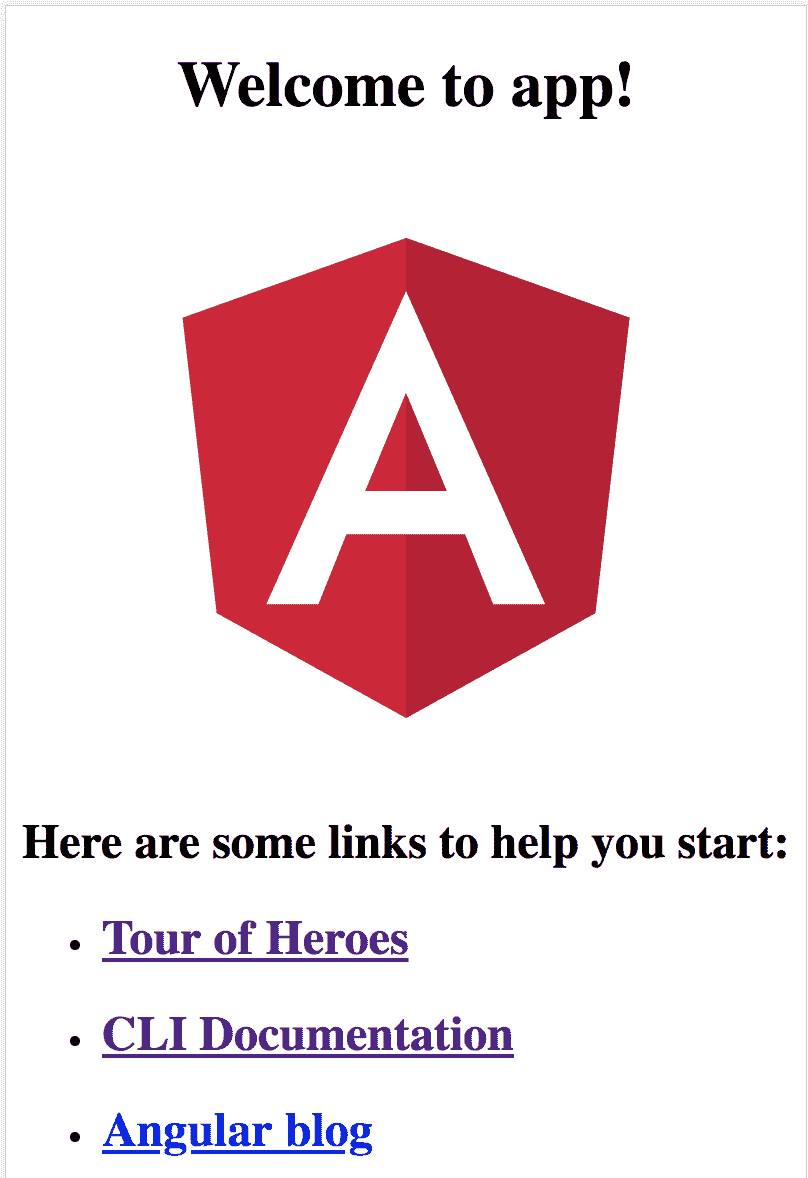 Welcome to app!
A
Here are some links to help you start:
Tour of Heroes
CLI Documentation
Angular blog